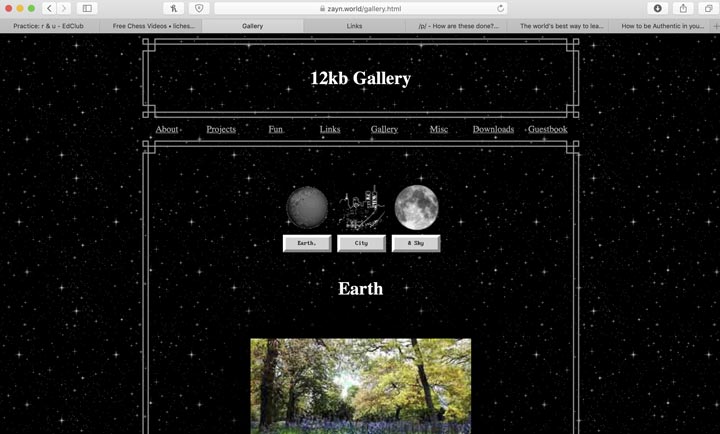 zayn.world/gallery.html
Practice: r & u - EdClub
Free Chess Videos • liches...
Gallery
Links
/p/ - How are these done?...
The world's best way to lea...
How to be Authentic in you...
12kb Gallery
About Projects Fun Links Gallery Misc Downloads Guestbook
Earth. City & Sky
Earth